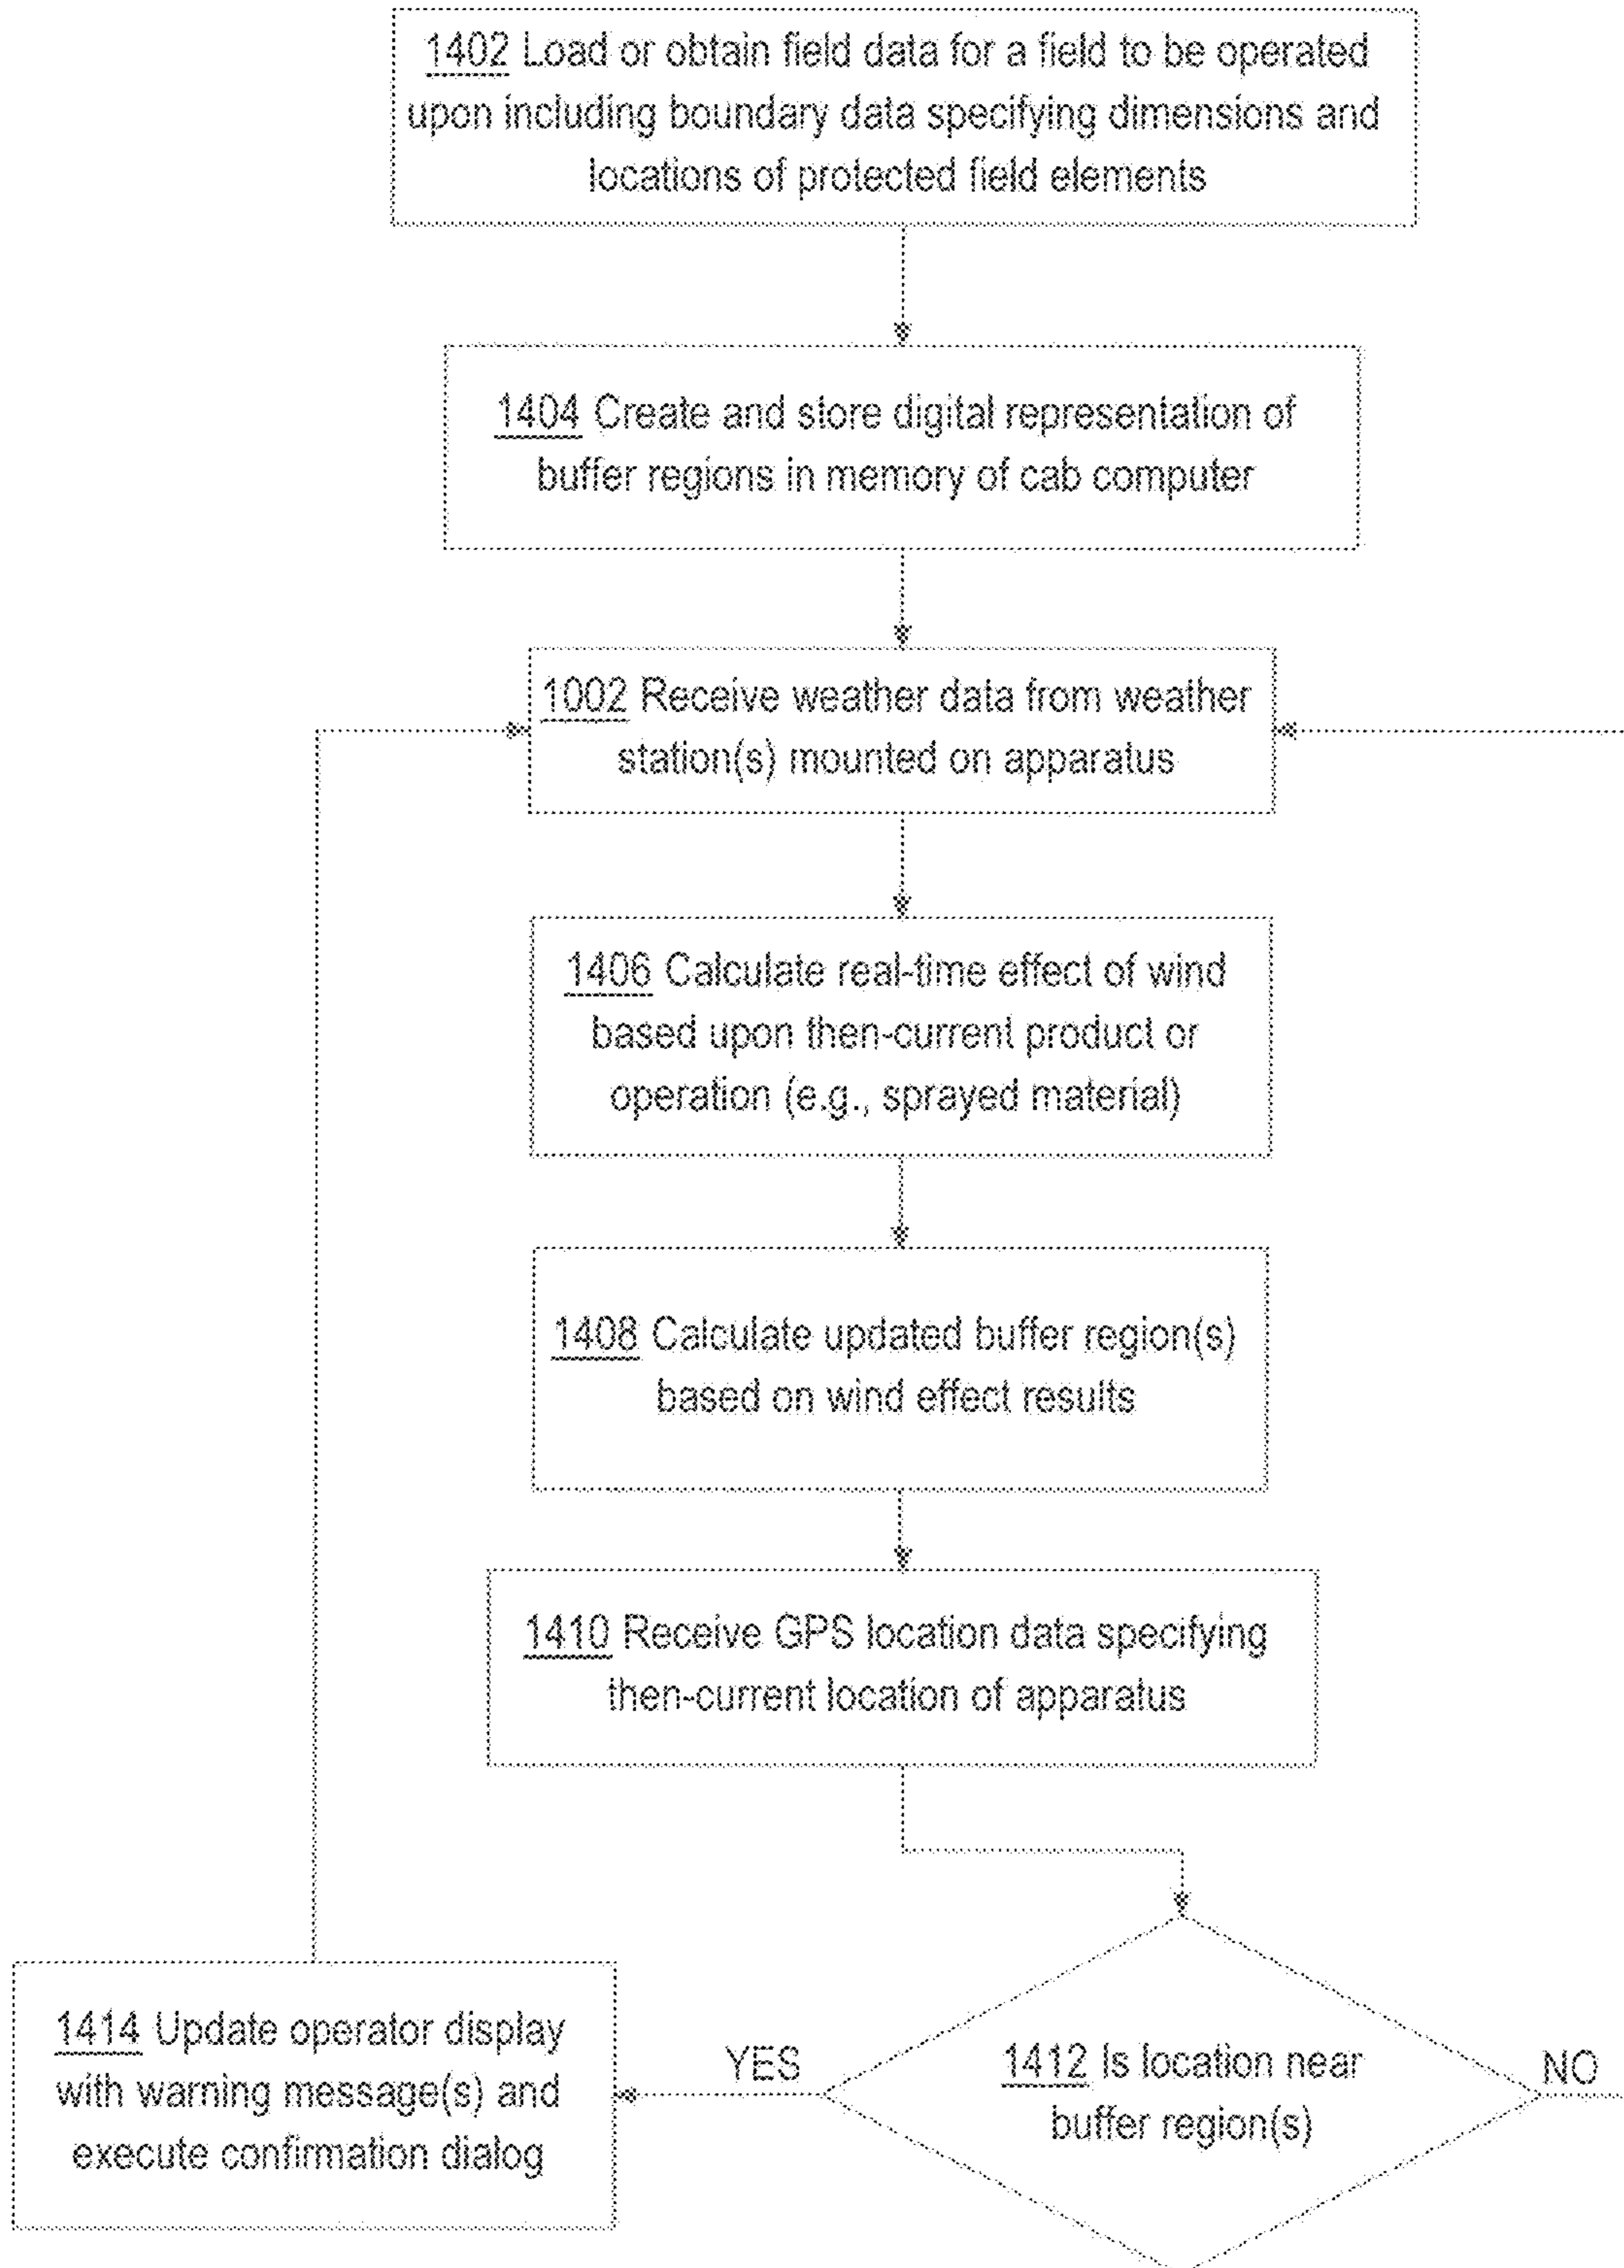 1402 Load or obtain field data for a field to be operated
upon including boundary data specifying dimensions and
locations of protected field elements
1404 Create and store digital representation of
buffer regions in memory of cab computer
1002 Receive weather data from weather
station(s) mounted on apparatus
1406 Calculate real-time effect of wind
based upon then-current product or
operation (e.g., sprayed material)
1408 Calculate updated buffer region(s)
based on wind effect results
1410 Receive GPS location data specifying
then-current location of apparatus
1412 Is location near
buffer region(s)
YES
NO
1414 Update operator display
with warning message(s) and
execute confirmation dialog